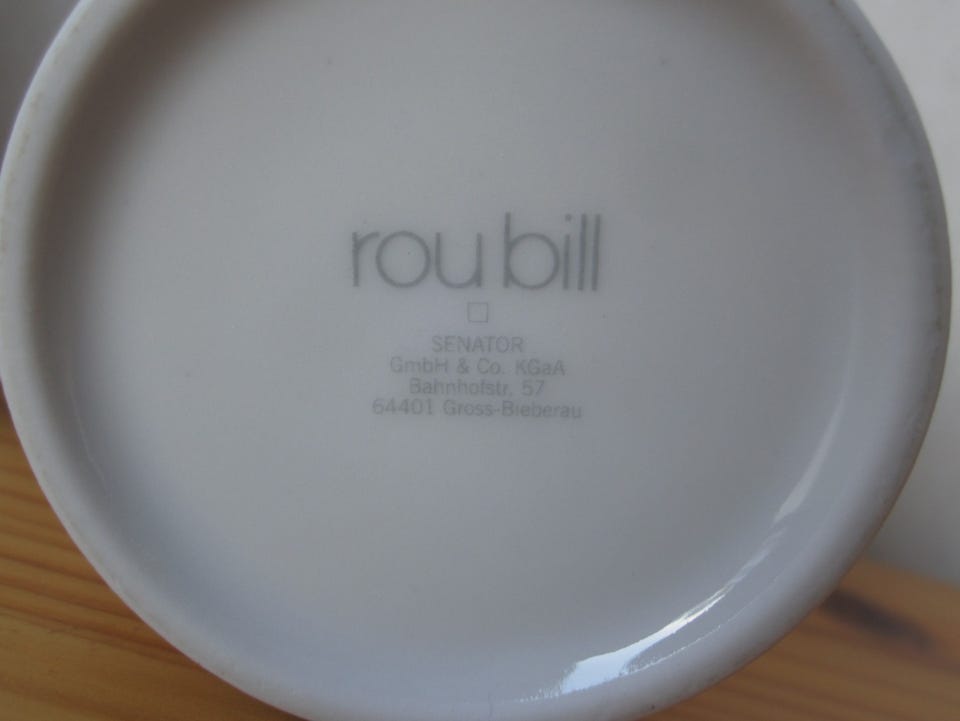 rou bill
SENATOR
GmbH & Co. KGaA
Bahnhofstr. 57
64401 Gross-Bieberau